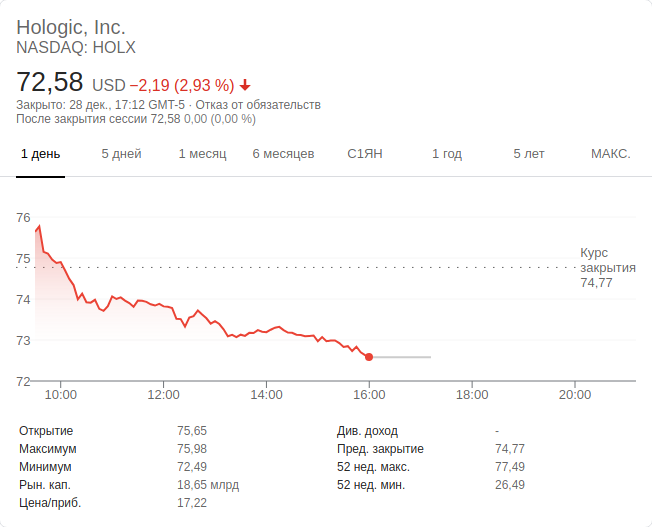 Hologic, Inc.
NASDAQ: HOLX
72,58 USD −2,19 (2,93 %)
Закрыто: 28 дек., 17:12 GMT-5 · Отказ от обязательств
После закрытия сессии 72,58 0,00 (0,00 %)
1 день 5 дней 1 месяц 6 месяцев С1ЯН 1 год 5 лет МАКС.
76
75
74
73
72
Курс
закрытия
74,77
10:00 12:00 14:00 16:00 18:00 20:00
Открытие 75,65 Див. доход -
Максимум 75,98 Пред. закрытие 74,77
Минимум 72,49 52 нед. макс. 77,49
Рын. кап. 18,65 млрд 52 нед. мин. 26,49
Цена/приб. 17,22